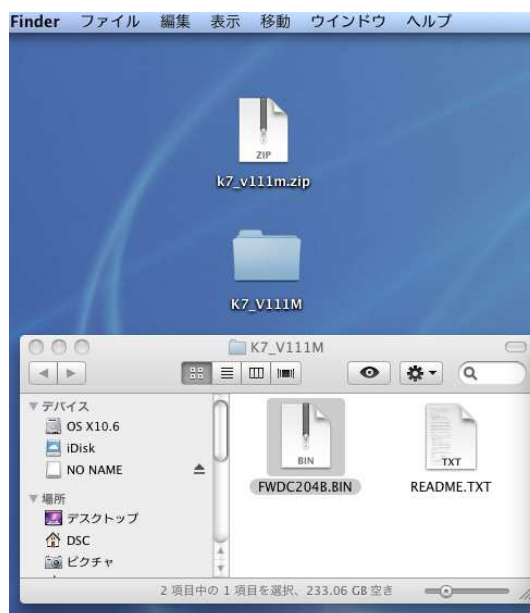 Finder ファイル 編集 表示 移動 ウインドウ ヘルプ
ZIP
k7_v111m.zip
K7_V111M
K7_V111M
デバイス
OS X10.6
iDisk
NO NAME
場所
デスクトップ
DSC
ピクチャ
BIN
FWDC204B.BIN
TXT
README.TXT
2 項目中の 1 項目を選択、233.06 GB 空き